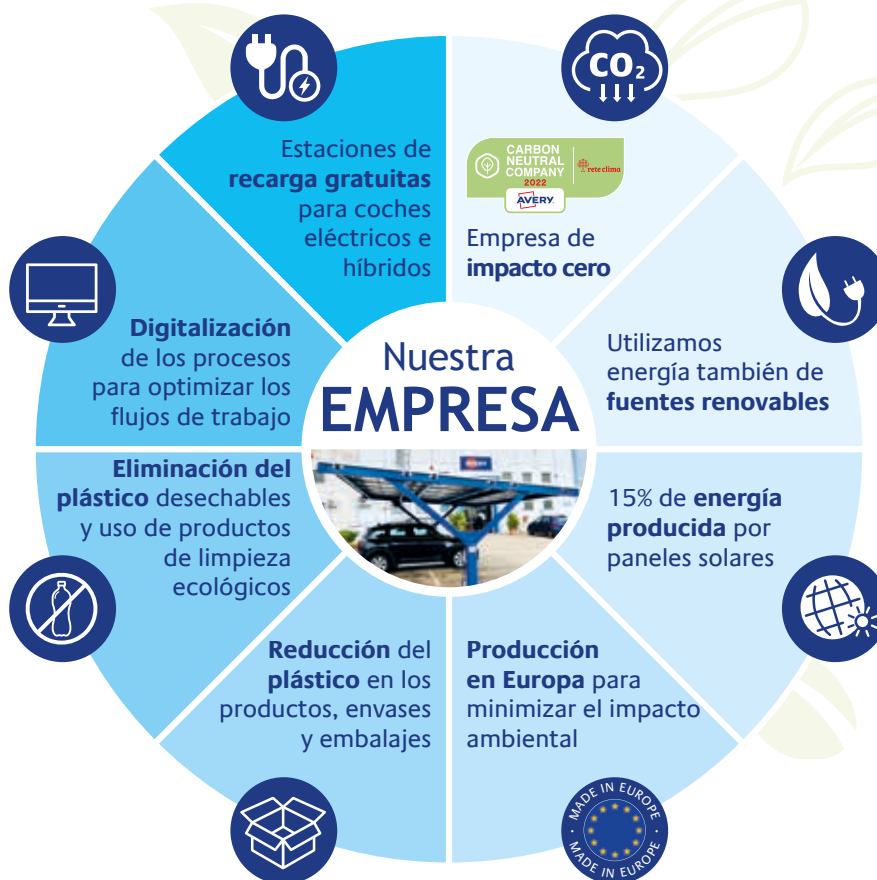 Nuestra
EMPRESA
CO₂
CARBON
NEUTRAL
COMPANY
2022
rete clima
AVERY
Empresa de
impacto cero
Utilizamos
energía también de
fuentes renovables
15% de energía
producida por
paneles solares
Producción
en Europa para
minimizar el impacto
ambiental
MADE IN EUROPE
MADE IN EUROPE
Reducción del
plástico en los
productos, envases
y embalajes
Eliminación del
plástico desechables
y uso de productos
de limpieza
ecológicos
Digitalización
de los procesos
para optimizar los
flujos de trabajo
Estaciones de
recarga gratuitas
para coches
eléctricos e
híbridos